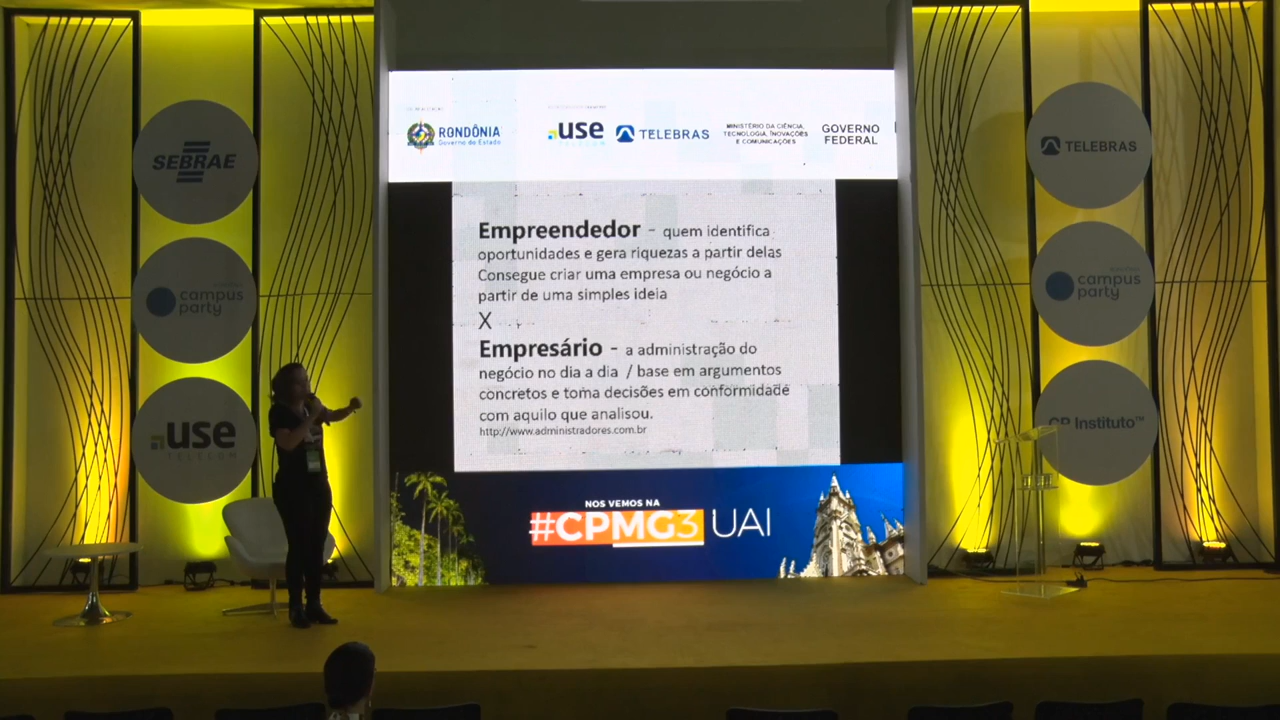 RONDÔNIA
Governo do Estado
use
TELECOM
TELEBRAS
MINISTÉRIO DA CIÊNCIA,
TECNOLOGIA, INOVAÇÕES
E COMUNICAÇÕES
GOVERNO
FEDERAL
SEBRAE
campus
party
use
TELECOM
Empreendedor - quem identifica
oportunidades e gera riquezas a partir delas
Consegue criar uma empresa ou negócio a
partir de uma simples ideia
X
Empresário - a administração do
negócio no dia a dia / base em argumentos
concretos e toma decisões em conformidade
com aquilo que analisou.
http://www.administradores.com.br
NOS VEMOS NA
#CPMG3 UAI
TELEBRAS
campus
party
CP Instituto™